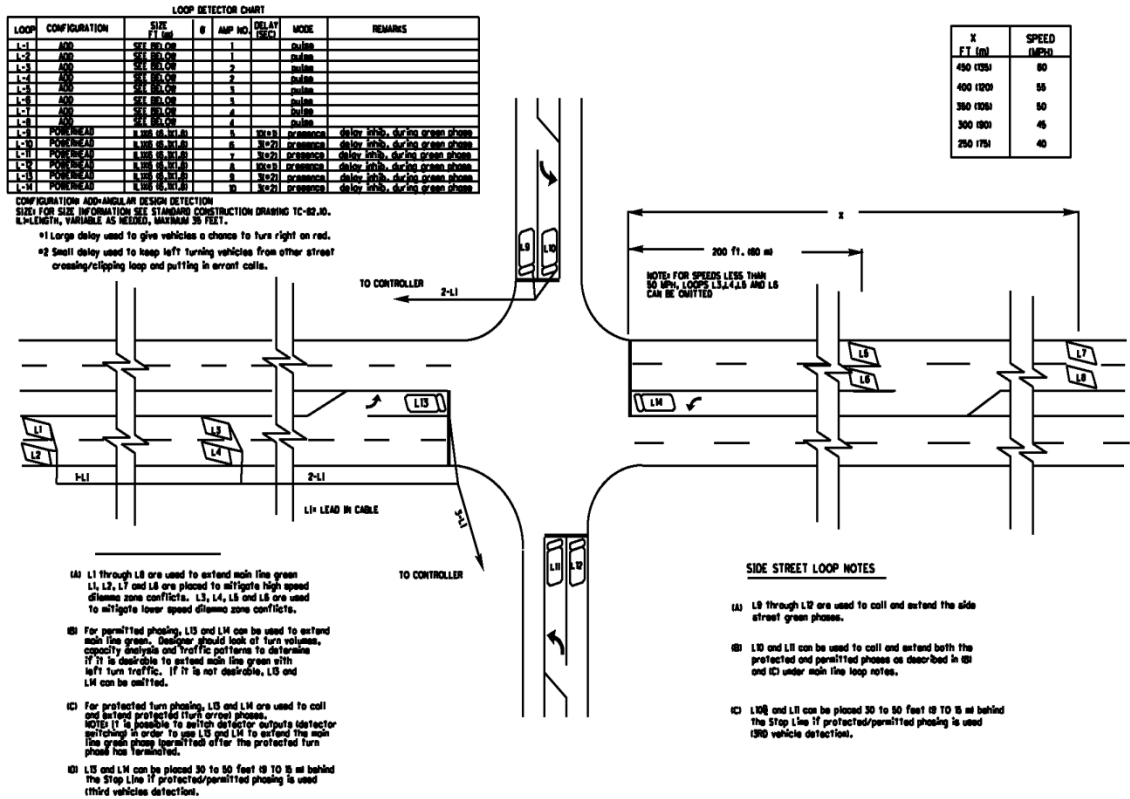 LOOP DETECTOR CHART
LOOP CONFIGURATION SIZE FT (m) AMP NO. DELAY (SEC) MODE REMARKS
L-1 ADD SEE BELOW 1 pulse
L-2 ADD SEE BELOW 1 pulse
L-3 ADD SEE BELOW 2 pulse
L-4 ADD SEE BELOW 2 pulse
L-5 ADD SEE BELOW 3 pulse
L-6 ADD SEE BELOW 3 pulse
L-7 ADD SEE BELOW 4 pulse
L-8 ADD SEE BELOW 4 pulse
L-9 POWERHEAD 5 10(*1) presence delay inhib. during green phase
L-10 POWERHEAD 6 3(*2) presence delay inhib. during green phase
L-11 POWERHEAD 7 3(*2) presence delay inhib. during green phase
L-12 POWERHEAD 8 10(*1) presence delay inhib. during green phase
L-13 POWERHEAD 9 3(*2) presence delay inhib. during green phase
L-14 POWERHEAD 10 3(*2) presence delay inhib. during green phase
CONFIGURATION: ADD=ANGULAR DESIGN DETECTION
SIZE: FOR SIZE INFORMATION SEE STANDARD CONSTRUCTION DRAWING TC-82.10.
(L)=LENGTH, VARIABLE AS NEEDED, MAXIMUM 35 FEET.
*1 Large delay used to give vehicles a chance to turn right on red.
*2 Small delay used to keep left turning vehicles from other street
crossing/clipping loop and putting in errant calls.
X FT (m) SPEED (MPH)
450 (135) 60
400 (120) 55
350 (105) 50
300 (90) 45
250 (75) 40
L9 L10
TO CONTROLLER
2-LI
X
200 ft. (60 m)
NOTE: FOR SPEEDS LESS THAN
50 MPH, LOOPS L3,L4,L5 AND L6
CAN BE OMITTED
L5 L7
L6 L8
L13 L14
L1 L3
L2 L4
1-LI 2-LI
LI= LEAD IN CABLE
3-LI
TO CONTROLLER
L11 L12
(A) L1 through L8 are used to extend main line green
L1, L2, L7 and L8 are placed to mitigate high speed
dilemma zone conflicts. L3, L4, L5 and L6 are used
to mitigate lower speed dilemma zone conflicts.
(B) For permitted phasing, L13 and L14 can be used to extend
main line green. Designer should look at turn volumes,
capacity analysis and traffic patterns to determine
if it is desirable to extend main line green with
left turn traffic. If it is not desirable, L13 and
L14 can be omitted.
(C) For protected turn phasing, L13 and L14 are used to call
and extend protected (turn arrow) phases.
NOTE: It is possible to switch detector outputs (detector
switching) in order to use L13 and L14 to extend the main
line green phase (permitted) after the protected turn
phase has terminated.
(D) L13 and L14 can be placed 30 to 50 feet (9 TO 15 m) behind
the Stop Line if protected/permitted phasing is used
(third vehicles detection).
SIDE STREET LOOP NOTES
(A) L9 through L12 are used to call and extend the side
street green phases.
(B) L10 and L11 can be used to call and extend both the
protected and permitted phases as described in (B)
and (C) under main line loop notes.
(C) L10 and L11 can be placed 30 to 50 feet (9 TO 15 m) behind
the Stop Line if protected/permitted phasing is used
(3RD vehicle detection).